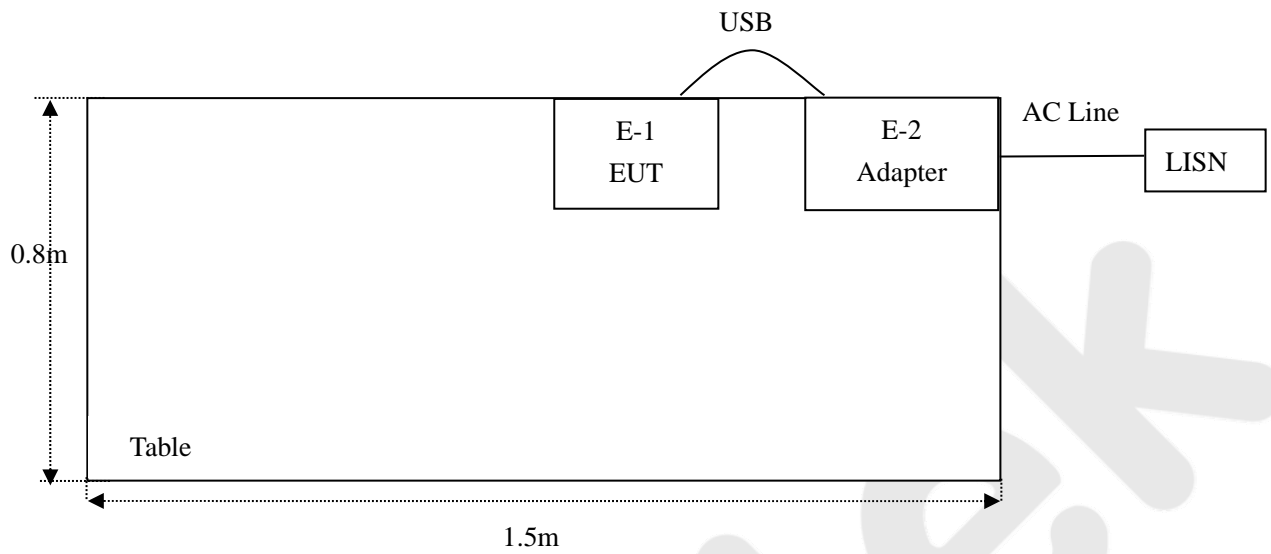 USB
E-1
EUT
E-2
Adapter
AC Line
LISN
0.8m
Table
1.5m